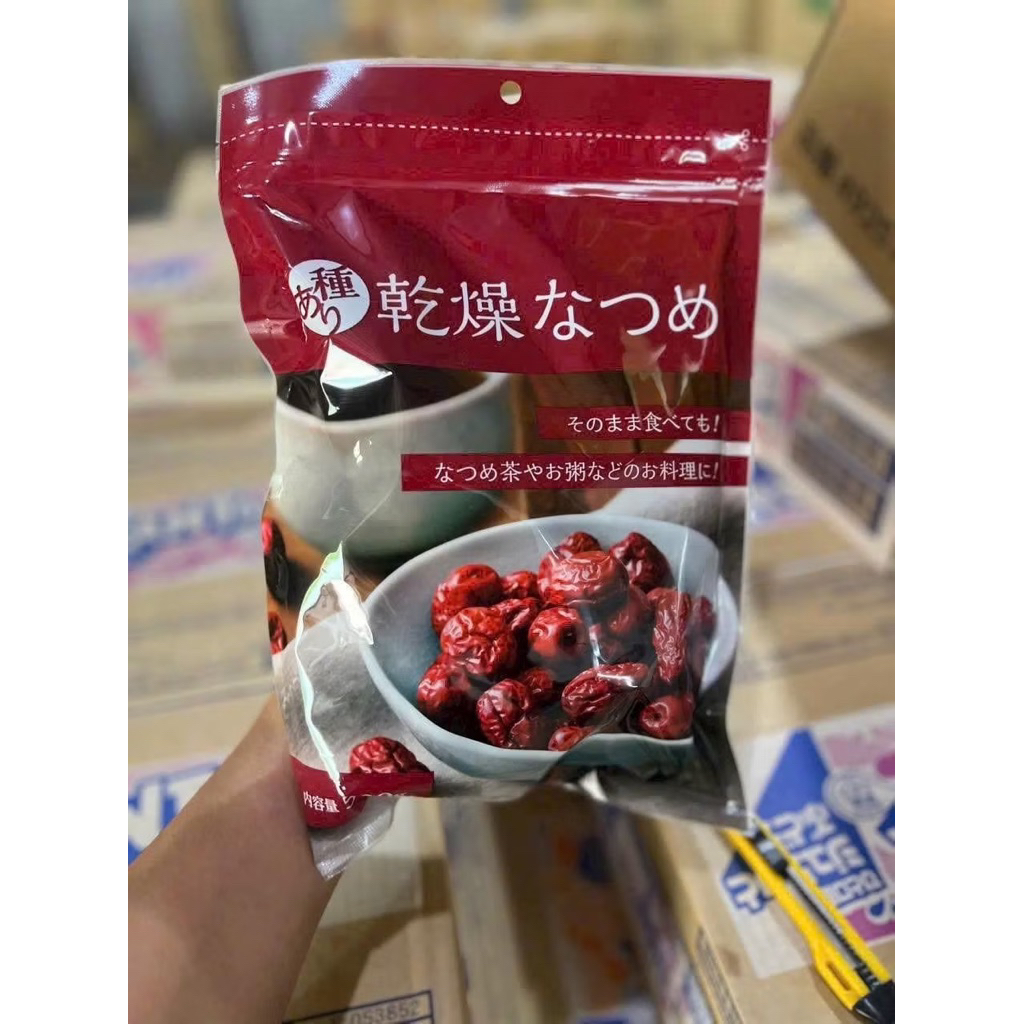 種あり
乾燥なつめ
そのまま食べても!
なつめ茶やお粥などのお料理に!
内容量
053852